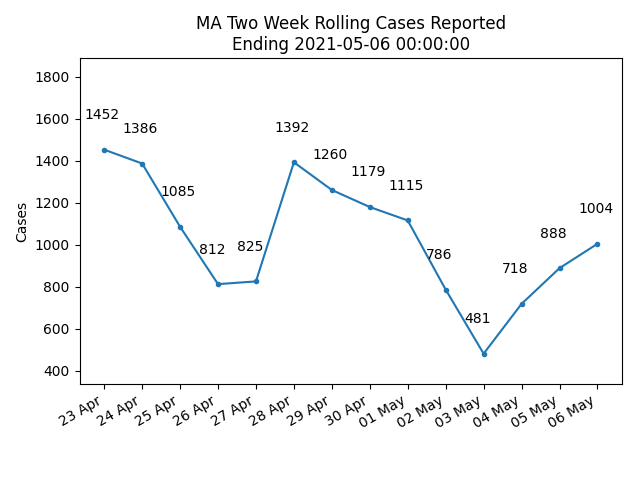 MA Two Week Rolling Cases Reported
Ending 2021-05-06 00:00:00
1800
1600
1400
1200
1000
800
600
400
Cases
1452
1386
1085
812
825
1392
1260
1179
1115
786
481
718
888
1004
23 Apr
24 Apr
25 Apr
26 Apr
27 Apr
28 Apr
29 Apr
30 Apr
01 May
02 May
03 May
04 May
05 May
06 May